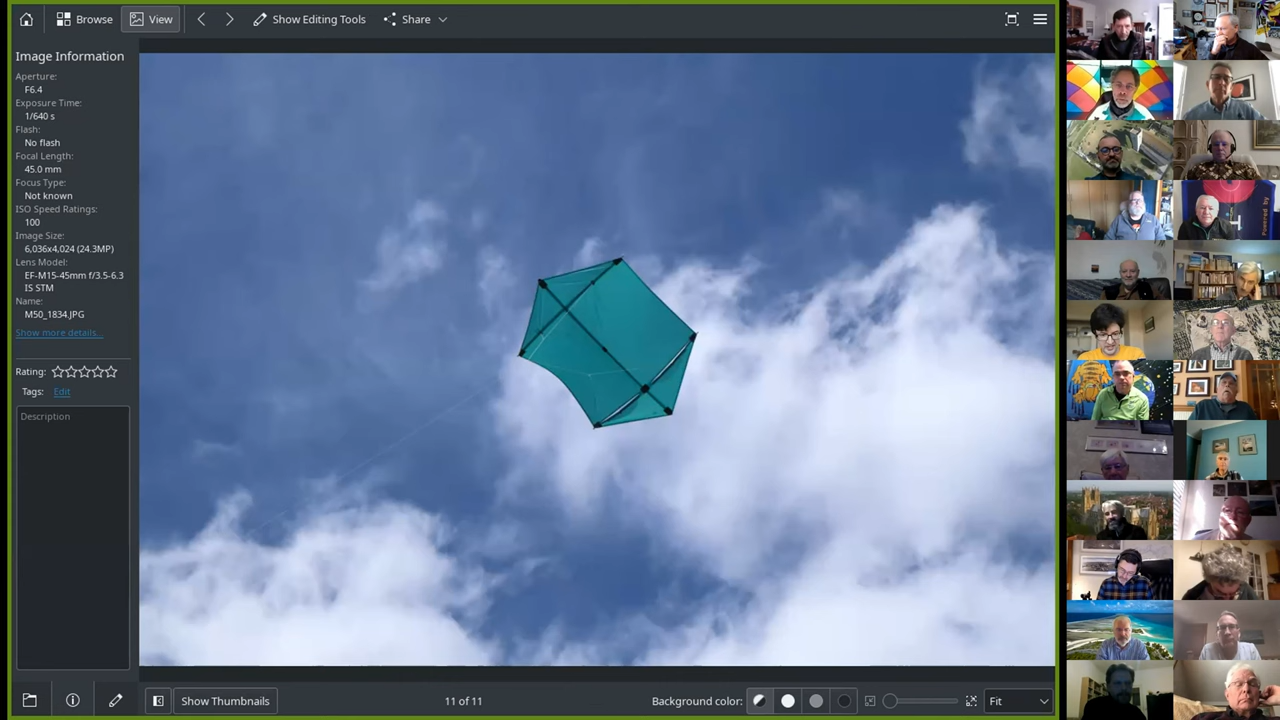 Browse View Show Editing Tools Share
Image Information
Aperture:
F6.4
Exposure Time:
1/640 s
Flash:
No flash
Focal Length:
45.0 mm
Focus Type:
Not known
ISO Speed Ratings:
100
Image Size:
6,036x4,024 (24.3MP)
Lens Model:
EF-M15-45mm f/3.5-6.3
IS STM
Name:
M50_1834.JPG
Show more details...
Rating:
Tags: Edit
Description
Show Thumbnails 11 of 11 Background color: Fit
Powered by